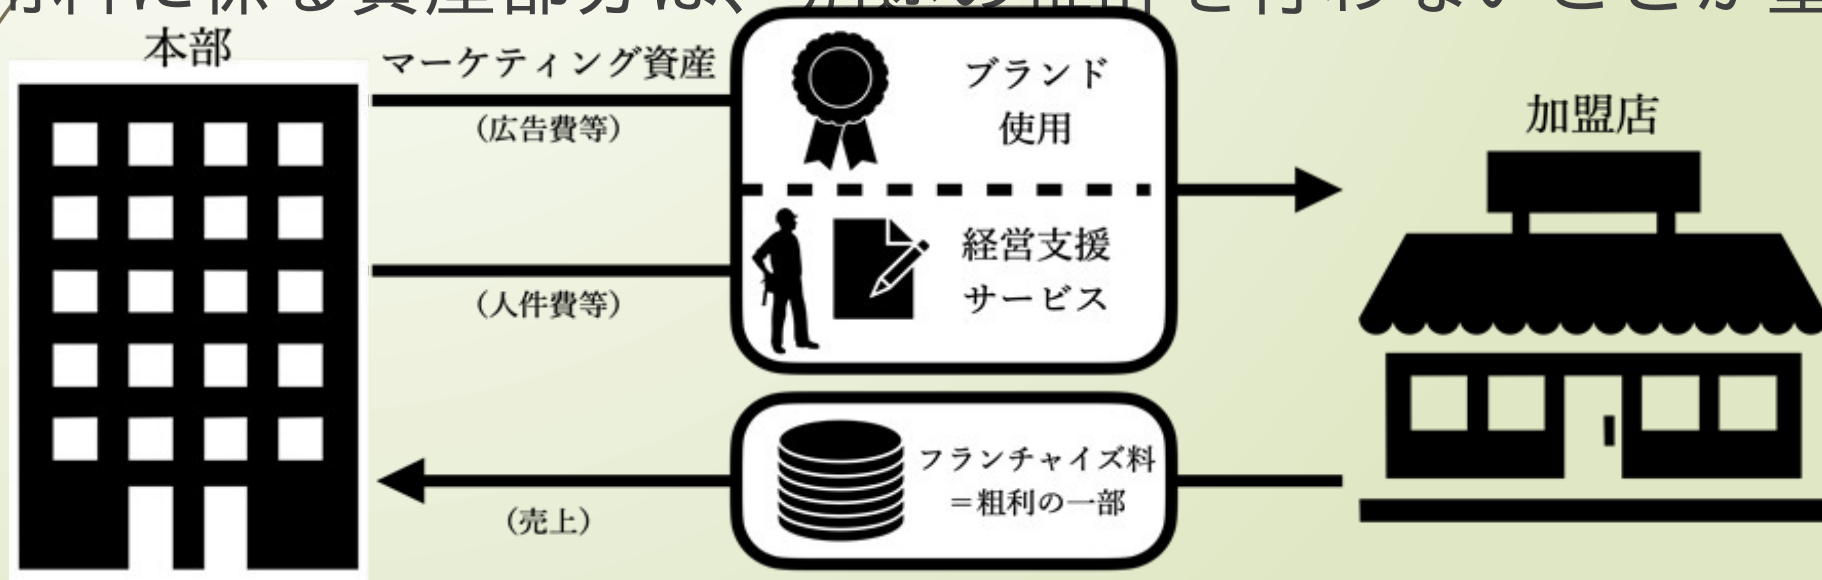 本部
マーケティング資産
(広告費等)
ブランド
使用
加盟店
経営支援
サービス
(人件費等)
フランチャイズ料
=粗利の一部
(売上)